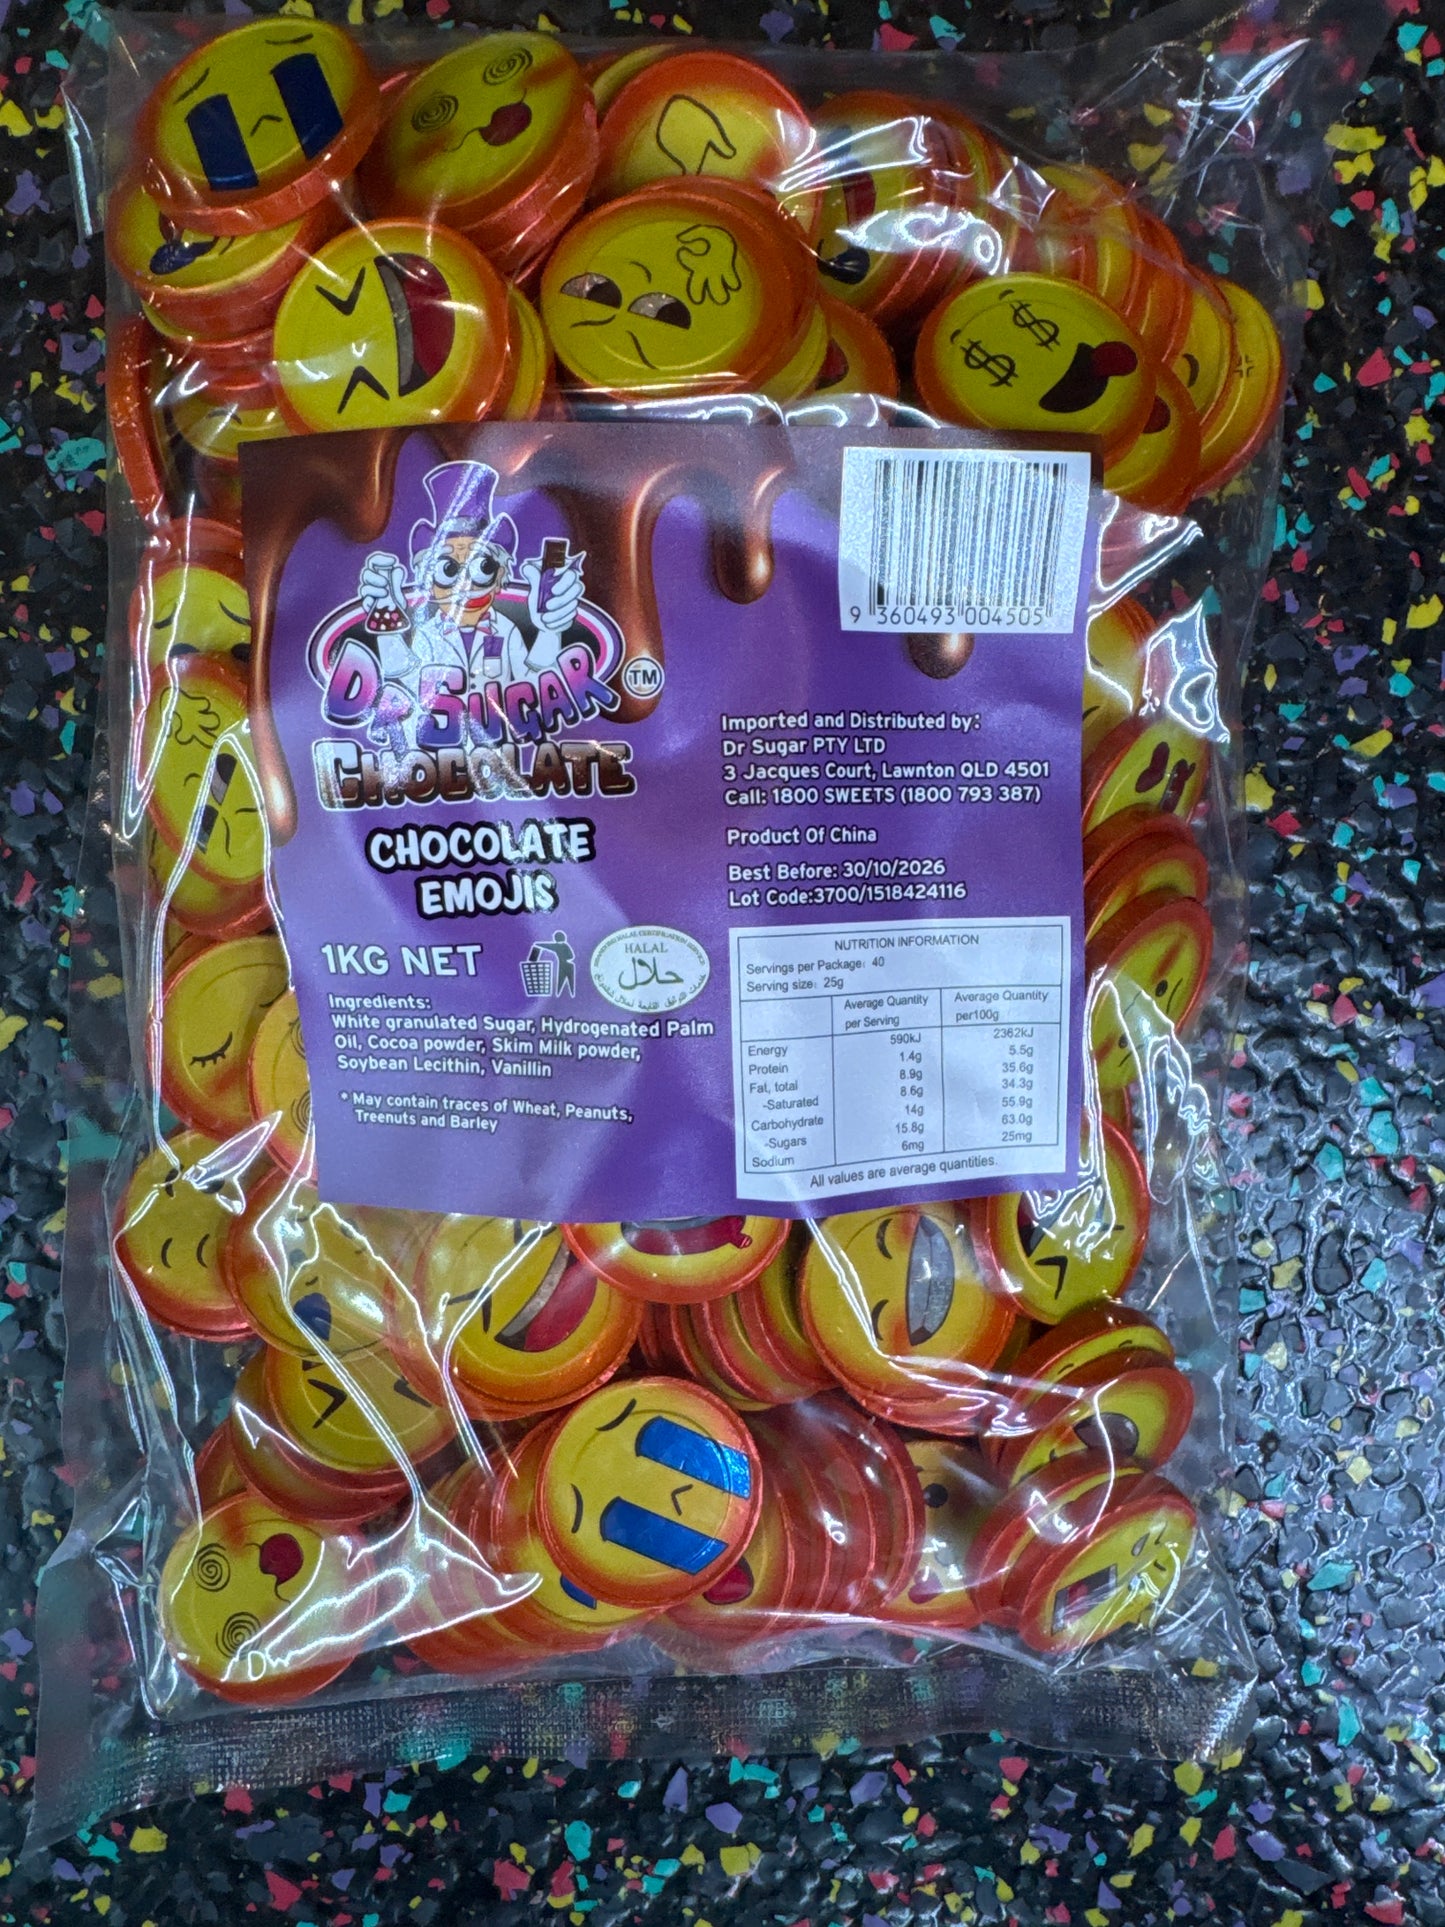 9 360493 004505
DR SUGAR
TM
CHOCOLATE
CHOCOLATE
EMOJIS
1KG NET
HALAL
حلال
Ingredients:
White granulated Sugar, Hydrogenated Palm
Oil, Cocoa powder, Skim Milk powder,
Soybean Lecithin, Vanillin
* May contain traces of Wheat, Peanuts,
Treenuts and Barley
Imported and Distributed by:
Dr Sugar PTY LTD
3 Jacques Court, Lawnton QLD 4501
Call: 1800 SWEETS (1800 793 387)
Product Of China
Best Before: 30/10/2026
Lot Code:3700/1518424116
NUTRITION INFORMATION
Servings per Package: 40
Serving size: 25g
Average Quantity per Serving Average Quantity per100g
Energy 590kJ 2362kJ
Protein 1.4g 5.5g
Fat, total 8.9g 35.6g
-Saturated 8.6g 34.3g
Carbohydrate 14g 55.9g
-Sugars 15.8g 63.0g
Sodium 6mg 25mg
All values are average quantities.